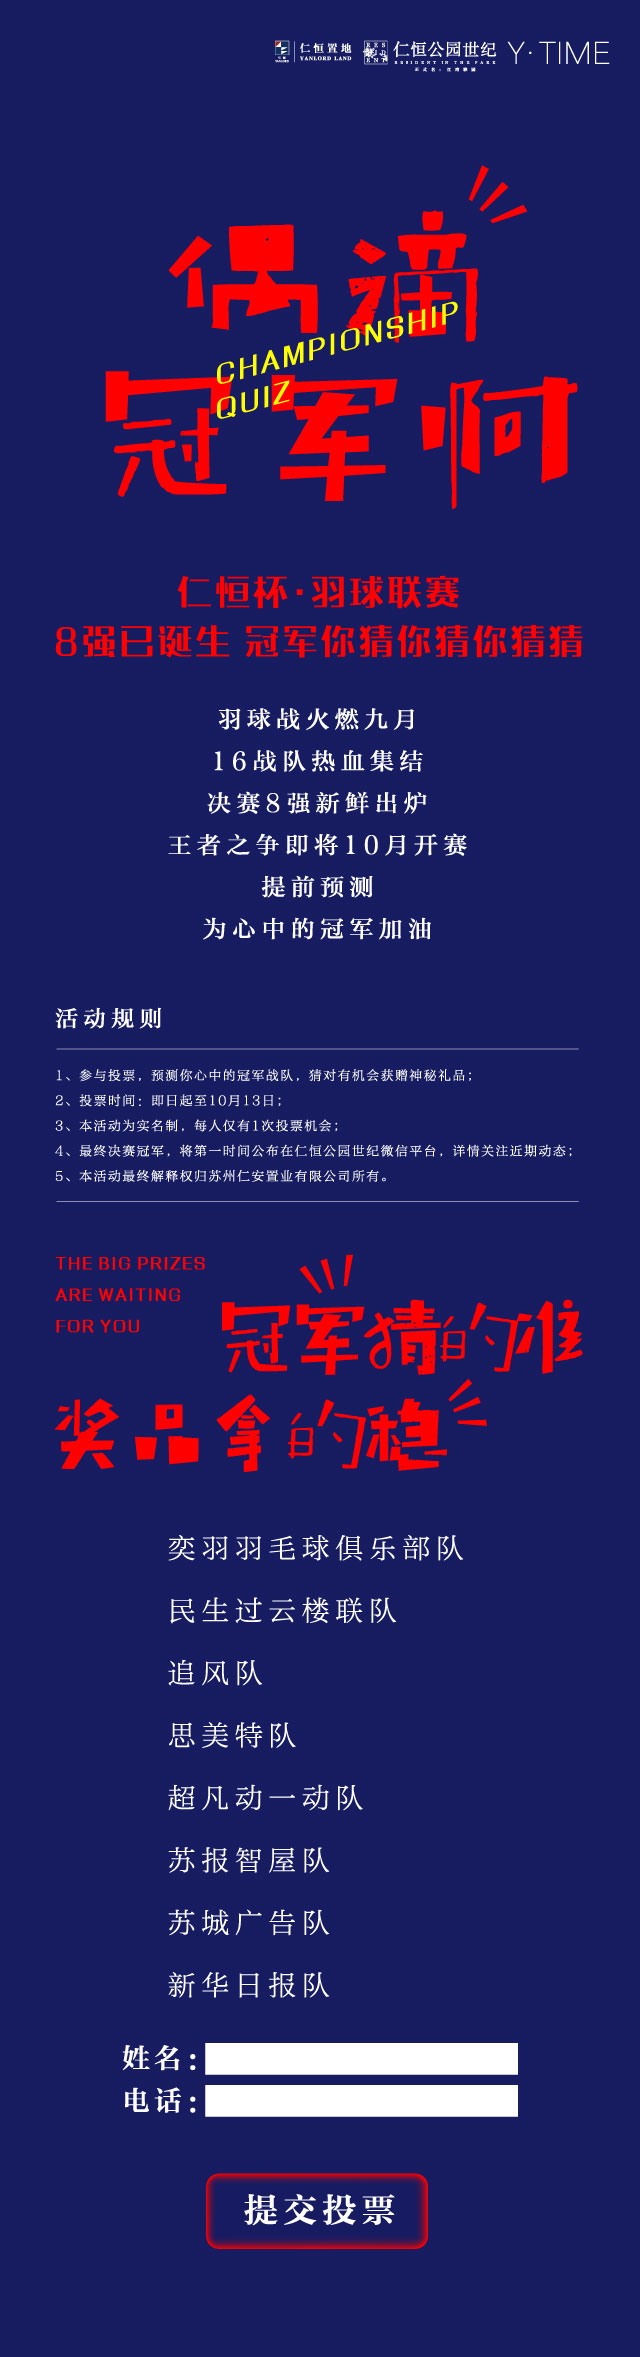 仁恒置地 仁恒公园世纪 Y·TIME
YANLORD LAND RESIDENT IN THE PARK
偶滴
CHAMPIONSHIP
QUIZ
冠军啊
仁恒杯·羽球联赛
8强已诞生 冠军你猜你猜你猜猜
羽球战火燃九月
16战队热血集结
决赛8强新鲜出炉
王者之争即将10月开赛
提前预测
为心中的冠军加油
活动规则
1、参与投票，预测你心中的冠军战队，猜对有机会获赠神秘礼品；
2、投票时间：即日起至10月13日；
3、本活动为实名制，每人仅有1次投票机会；
4、最终决赛冠军，将第一时间公布在仁恒公园世纪微信平台，详情关注近期动态；
5、本活动最终解释权归苏州仁安置业有限公司所有。
THE BIG PRIZES
ARE WAITING
FOR YOU
冠军猜的准
奖品拿的稳
奕羽羽毛球俱乐部队
民生过云楼联队
追风队
思美特队
超凡动一动队
苏报智屋队
苏城广告队
新华日报队
姓名：
电话：
提交投票